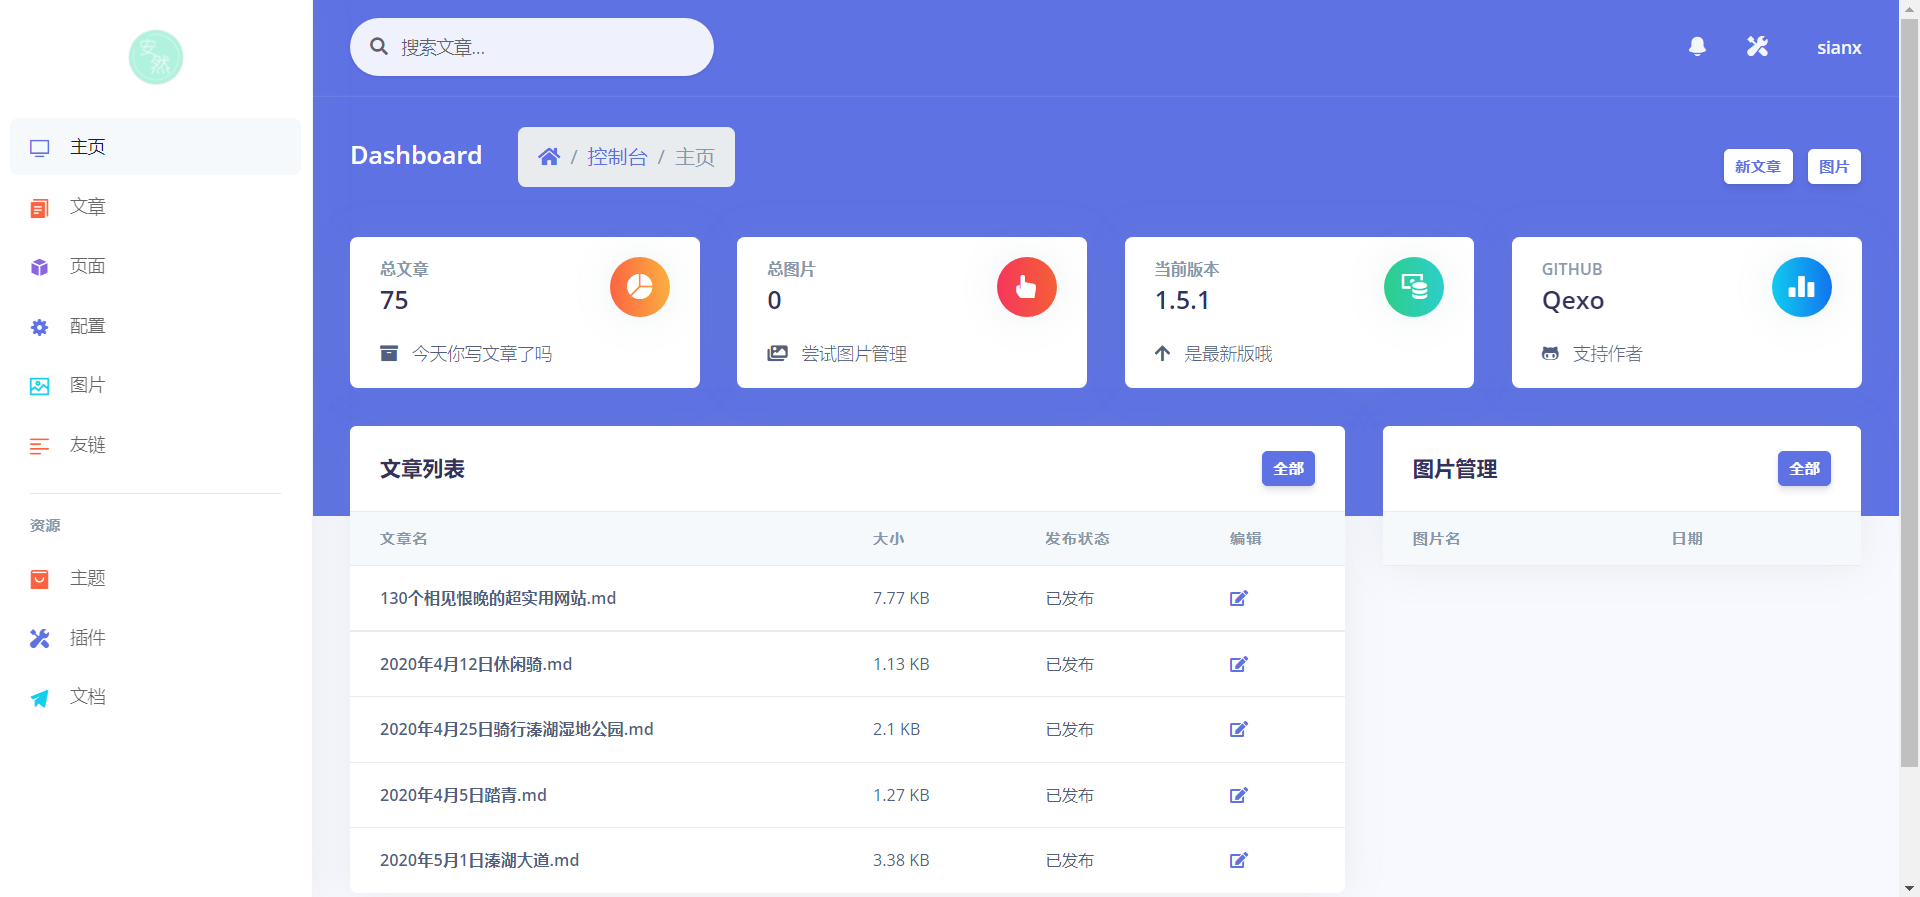 安然
搜索文章...
sianx
主页
文章
页面
配置
图片
友链
资源
主题
插件
文档
Dashboard
/ 控制台 / 主页
新文章
图片
总文章
75
今天你写文章了吗
总图片
0
尝试图片管理
当前版本
1.5.1
是最新版哦
GITHUB
Qexo
支持作者
文章列表
全部
文章名 大小 发布状态 编辑
130个相见恨晚的超实用网站.md 7.77 KB 已发布
2020年4月12日休闲骑.md 1.13 KB 已发布
2020年4月25日骑行溱湖湿地公园.md 2.1 KB 已发布
2020年4月5日踏青.md 1.27 KB 已发布
2020年5月1日溱湖大道.md 3.38 KB 已发布
图片管理
全部
图片名 日期